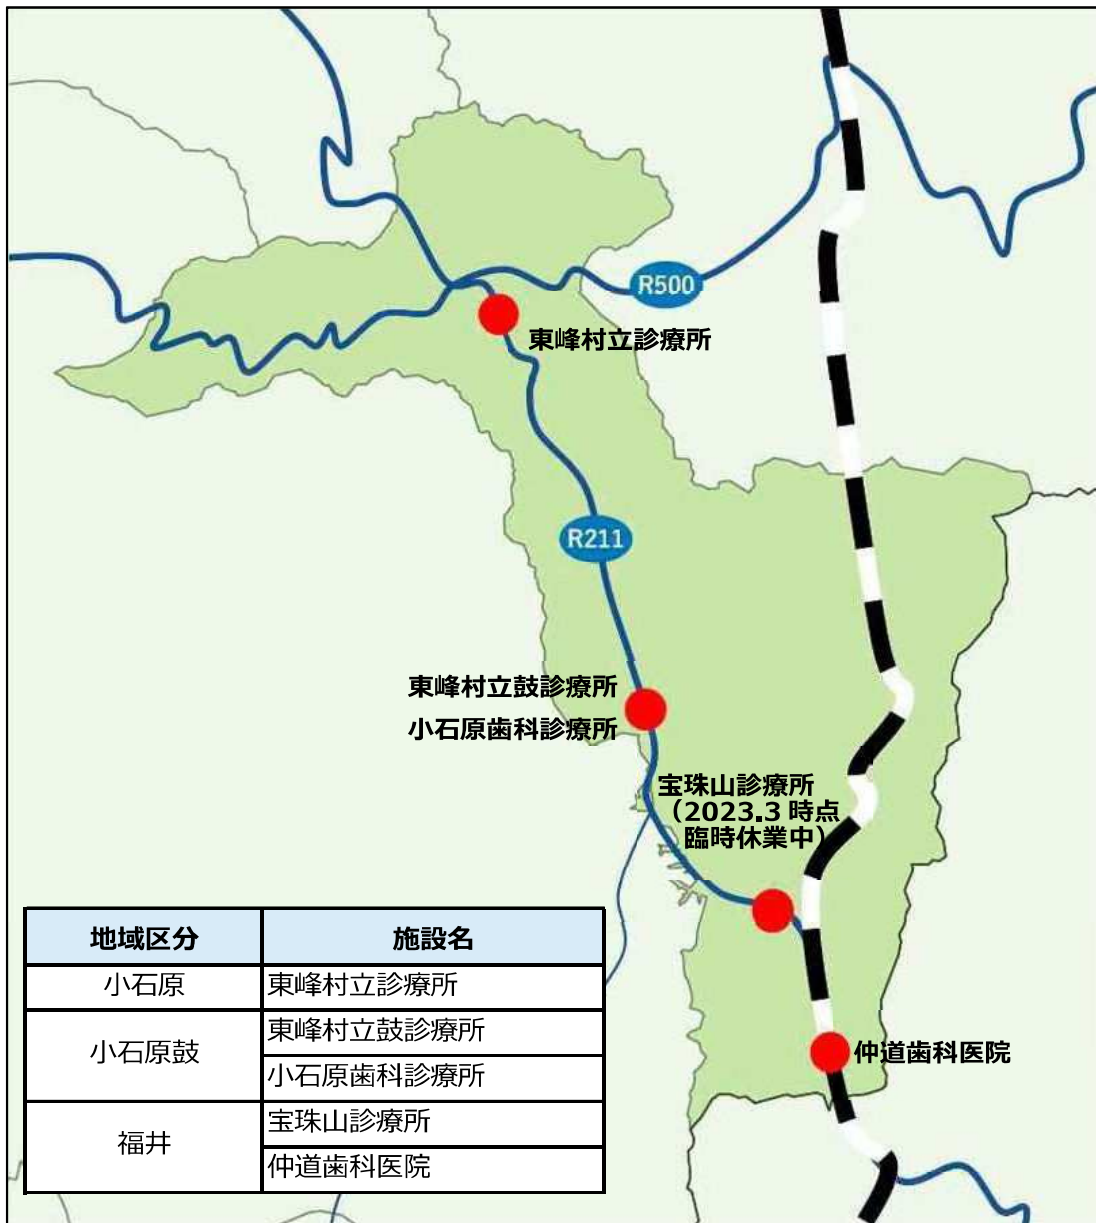 R500
東峰村立診療所
R211
東峰村立鼓診療所
小石原歯科診療所
宝珠山診療所
（2023.3 時点
臨時休業中）
仲道歯科医院
地域区分 施設名
小石原 東峰村立診療所
小石原鼓 東峰村立鼓診療所
小石原歯科診療所
福井 宝珠山診療所
仲道歯科医院